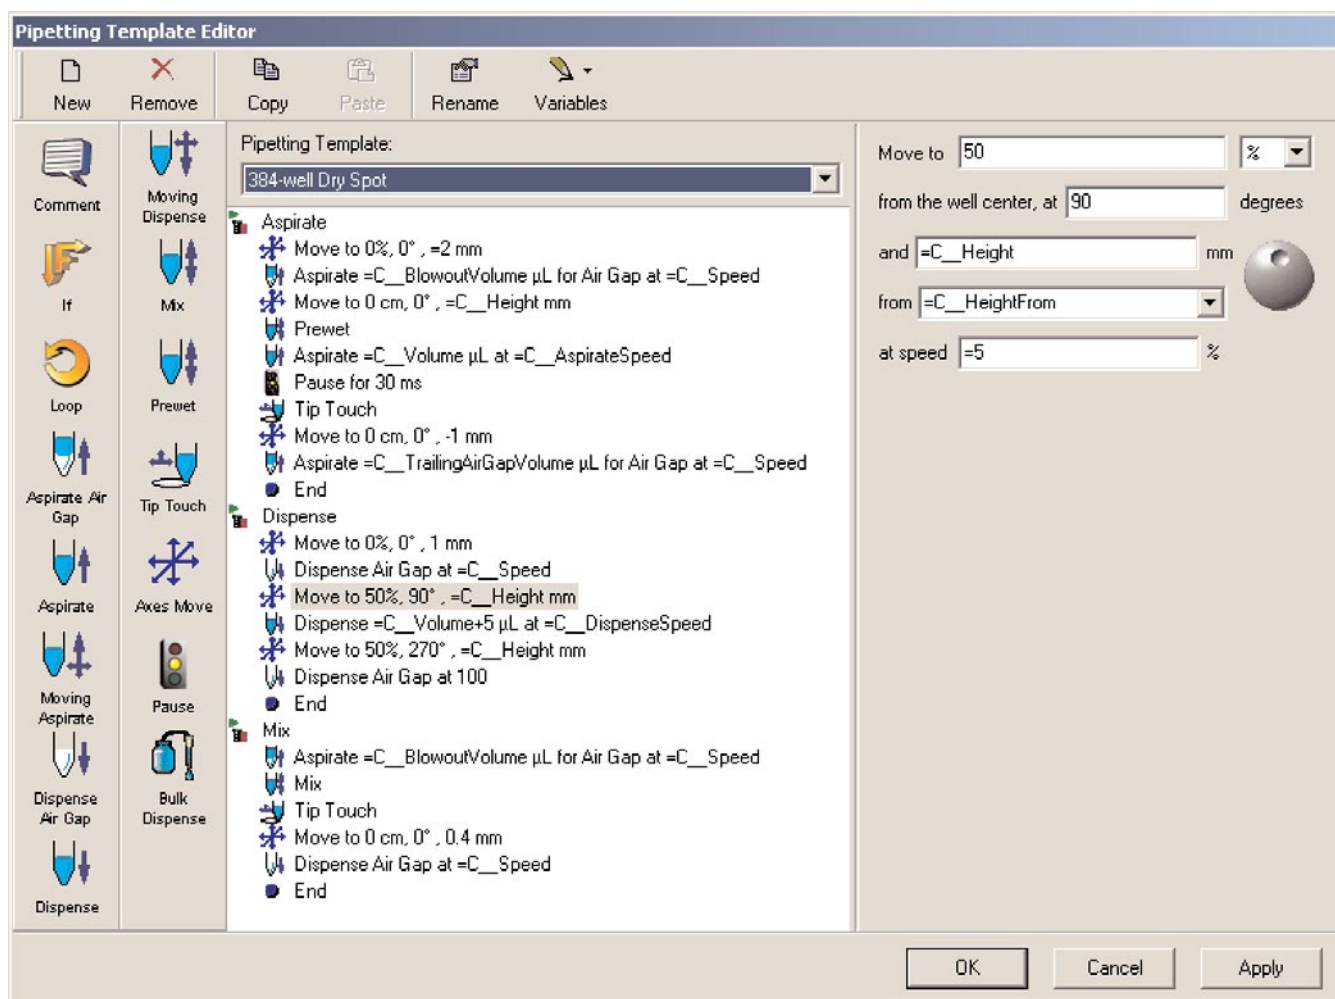 Pipetting Template Editor
New
Remove
Copy
Paste
Rename
Variables
Comment
If
Loop
Aspirate Air
Gap
Aspirate
Moving
Aspirate
Dispense
Air Gap
Dispense
Moving
Dispense
Mix
Prewet
Tip Touch
Axes Move
Pause
Bulk
Dispense
Pipetting Template:
384-well Dry Spot
Aspirate
Move to 0%, 0° , =2 mm
Aspirate =C__BlowoutVolume µL for Air Gap at =C__Speed
Move to 0 cm, 0° , =C__Height mm
Prewet
Aspirate =C__Volume µL at =C__AspirateSpeed
Pause for 30 ms
Tip Touch
Move to 0 cm, 0° , -1 mm
Aspirate =C__TrailingAirGapVolume µL for Air Gap at =C__Speed
End
Dispense
Move to 0%, 0° , 1 mm
Dispense Air Gap at =C__Speed
Move to 50%, 90° , =C__Height mm
Dispense =C__Volume+5 µL at =C__DispenseSpeed
Move to 50%, 270° , =C__Height mm
Dispense Air Gap at 100
End
Mix
Aspirate =C__BlowoutVolume µL for Air Gap at =C__Speed
Mix
Tip Touch
Move to 0 cm, 0° , 0.4 mm
Dispense Air Gap at =C__Speed
End
Move to 50 %
from the well center, at 90 degrees
and =C__Height mm
from =C__HeightFrom
at speed =5 %
OK
Cancel
Apply